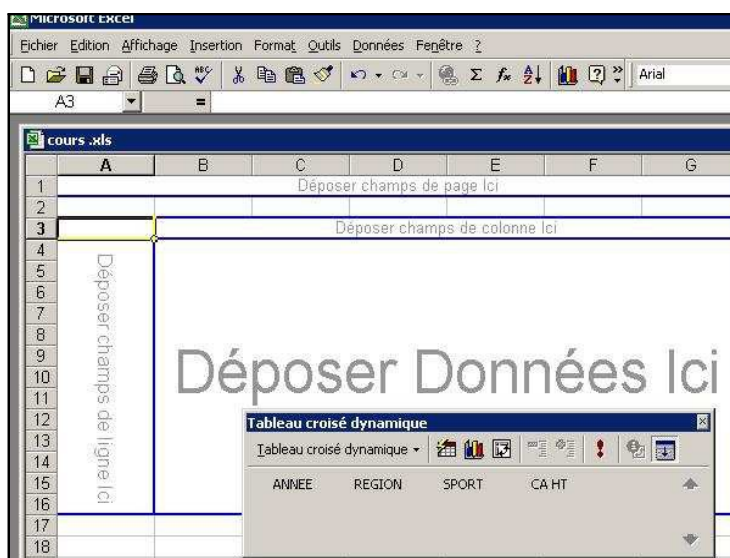 Microsoft Excel
Fichier Edition Affichage Insertion Format Outils Données Fenêtre ?
Arial
A3 =
cours .xls
A B C D E F G
1 Déposer champs de page Ici
2
3 Déposer champs de colonne Ici
4
5
6
7
8
9
10
11
12
13
14
15
16
17
18
Déposer champs de ligne Ici
Déposer Données Ici
Tableau croisé dynamique
Tableau croisé dynamique
ANNEE REGION SPORT CA HT